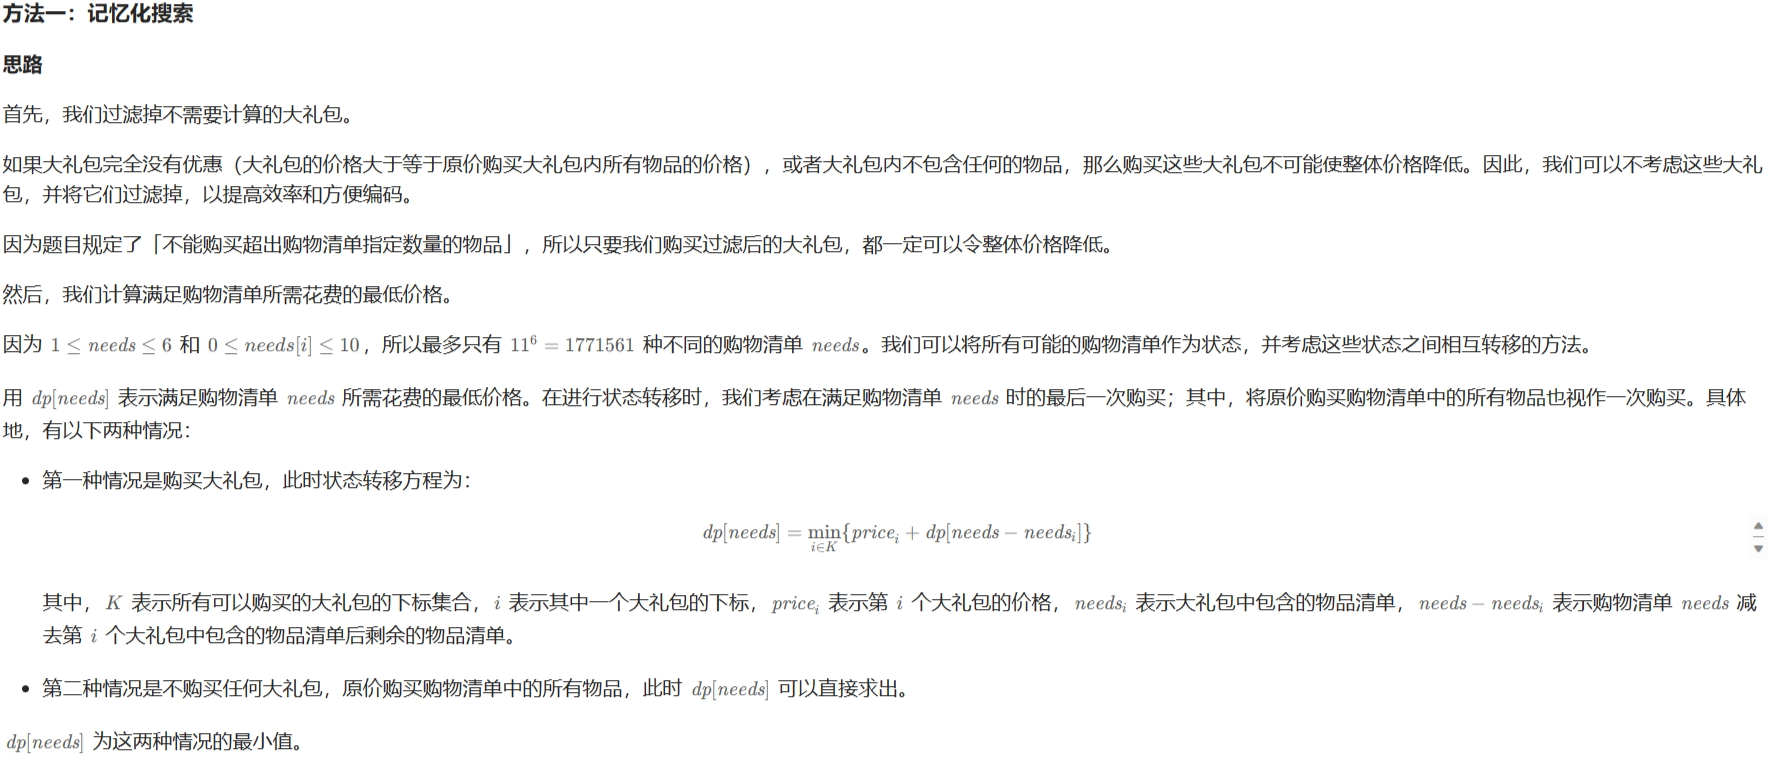 方法一：记忆化搜索
思路
首先，我们过滤掉不需要计算的大礼包。
如果大礼包完全没有优惠（大礼包的价格大于等于原价购买大礼包内所有物品的价格），或者大礼包内不包含任何的物品，那么购买这些大礼包不可能使整体价格降低。因此，我们可以不考虑这些大礼
包，并将它们过滤掉，以提高效率和方便编码。
因为题目规定了「不能购买超出购物清单指定数量的物品」，所以只要我们购买过滤后的大礼包，都一定可以令整体价格降低。
然后，我们计算满足购物清单所需花费的最低价格。
因为 1 ≤ needs ≤ 6 和 0 ≤ needs[i] ≤ 10，所以最多只有 11⁶ = 1771561 种不同的购物清单 needs。我们可以将所有可能的购物清单作为状态，并考虑这些状态之间相互转移的方法。
用 dp[needs] 表示满足购物清单 needs 所需花费的最低价格。在进行状态转移时，我们考虑在满足购物清单 needs 时的最后一次购买；其中，将原价购买购物清单中的所有物品也视作一次购买。具体
地，有以下两种情况：
• 第一种情况是购买大礼包，此时状态转移方程为：
dp[needs] = min_{i∈K}{price_i + dp[needs − needs_i]}
其中，K 表示所有可以购买的大礼包的下标集合，i 表示其中一个大礼包的下标，price_i 表示第 i 个大礼包的价格，needs_i 表示大礼包中包含的物品清单，needs − needs_i 表示购物清单 needs 减
去第 i 个大礼包中包含的物品清单后剩余的物品清单。
• 第二种情况是不购买任何大礼包，原价购买购物清单中的所有物品，此时 dp[needs] 可以直接求出。
dp[needs] 为这两种情况的最小值。